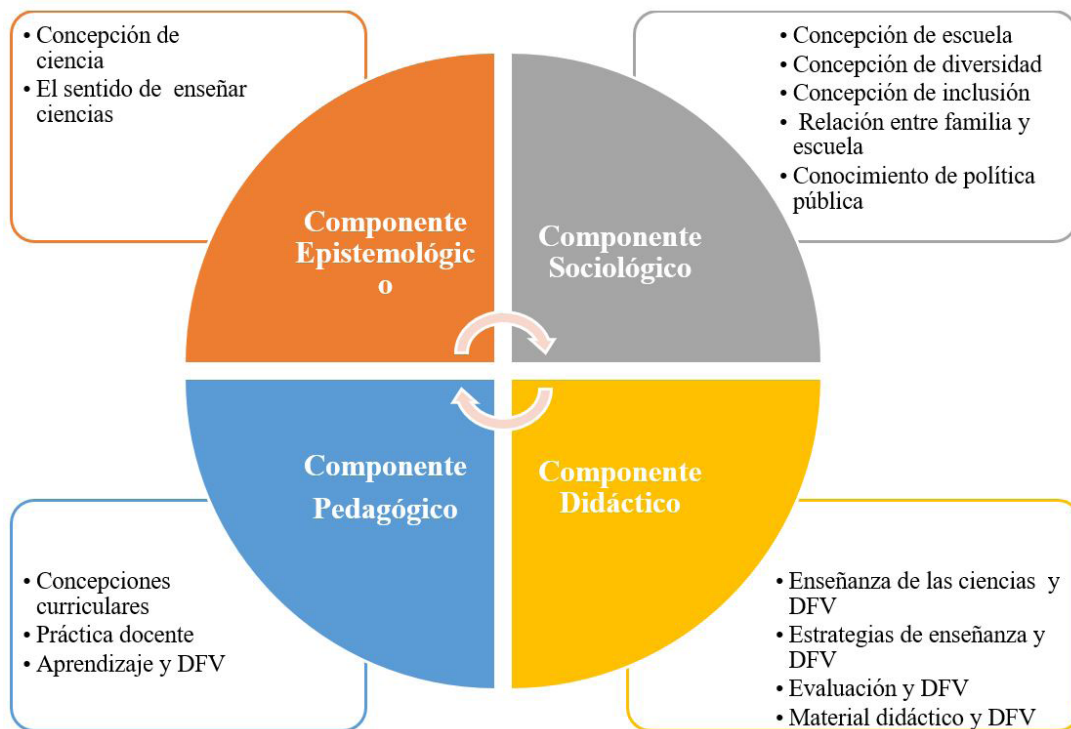 • Concepción de
ciencia
• El sentido de enseñar
ciencias
• Concepción de escuela
• Concepción de diversidad
• Concepción de inclusión
• Relación entre familia y
escuela
• Conocimiento de política
pública
Componente
Epistemológic
o
Componente
Sociológico
Componente
Pedagógico
Componente
Didáctico
• Concepciones
curriculares
• Práctica docente
• Aprendizaje y DFV
• Enseñanza de las ciencias y
DFV
• Estrategias de enseñanza y
DFV
• Evaluación y DFV
• Material didáctico y DFV